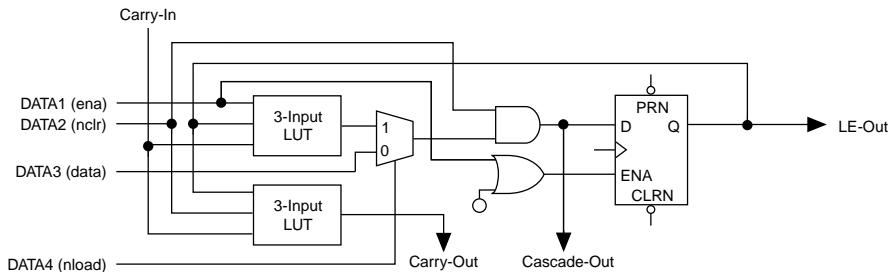 Carry-In
DATA1 (ena)
DATA2 (nclr)
3-Input
LUT
1
0
PRN
D
Q
LE-Out
DATA3 (data)
ENA
CLRN
3-Input
LUT
DATA4 (nload)
Carry-Out
Cascade-Out